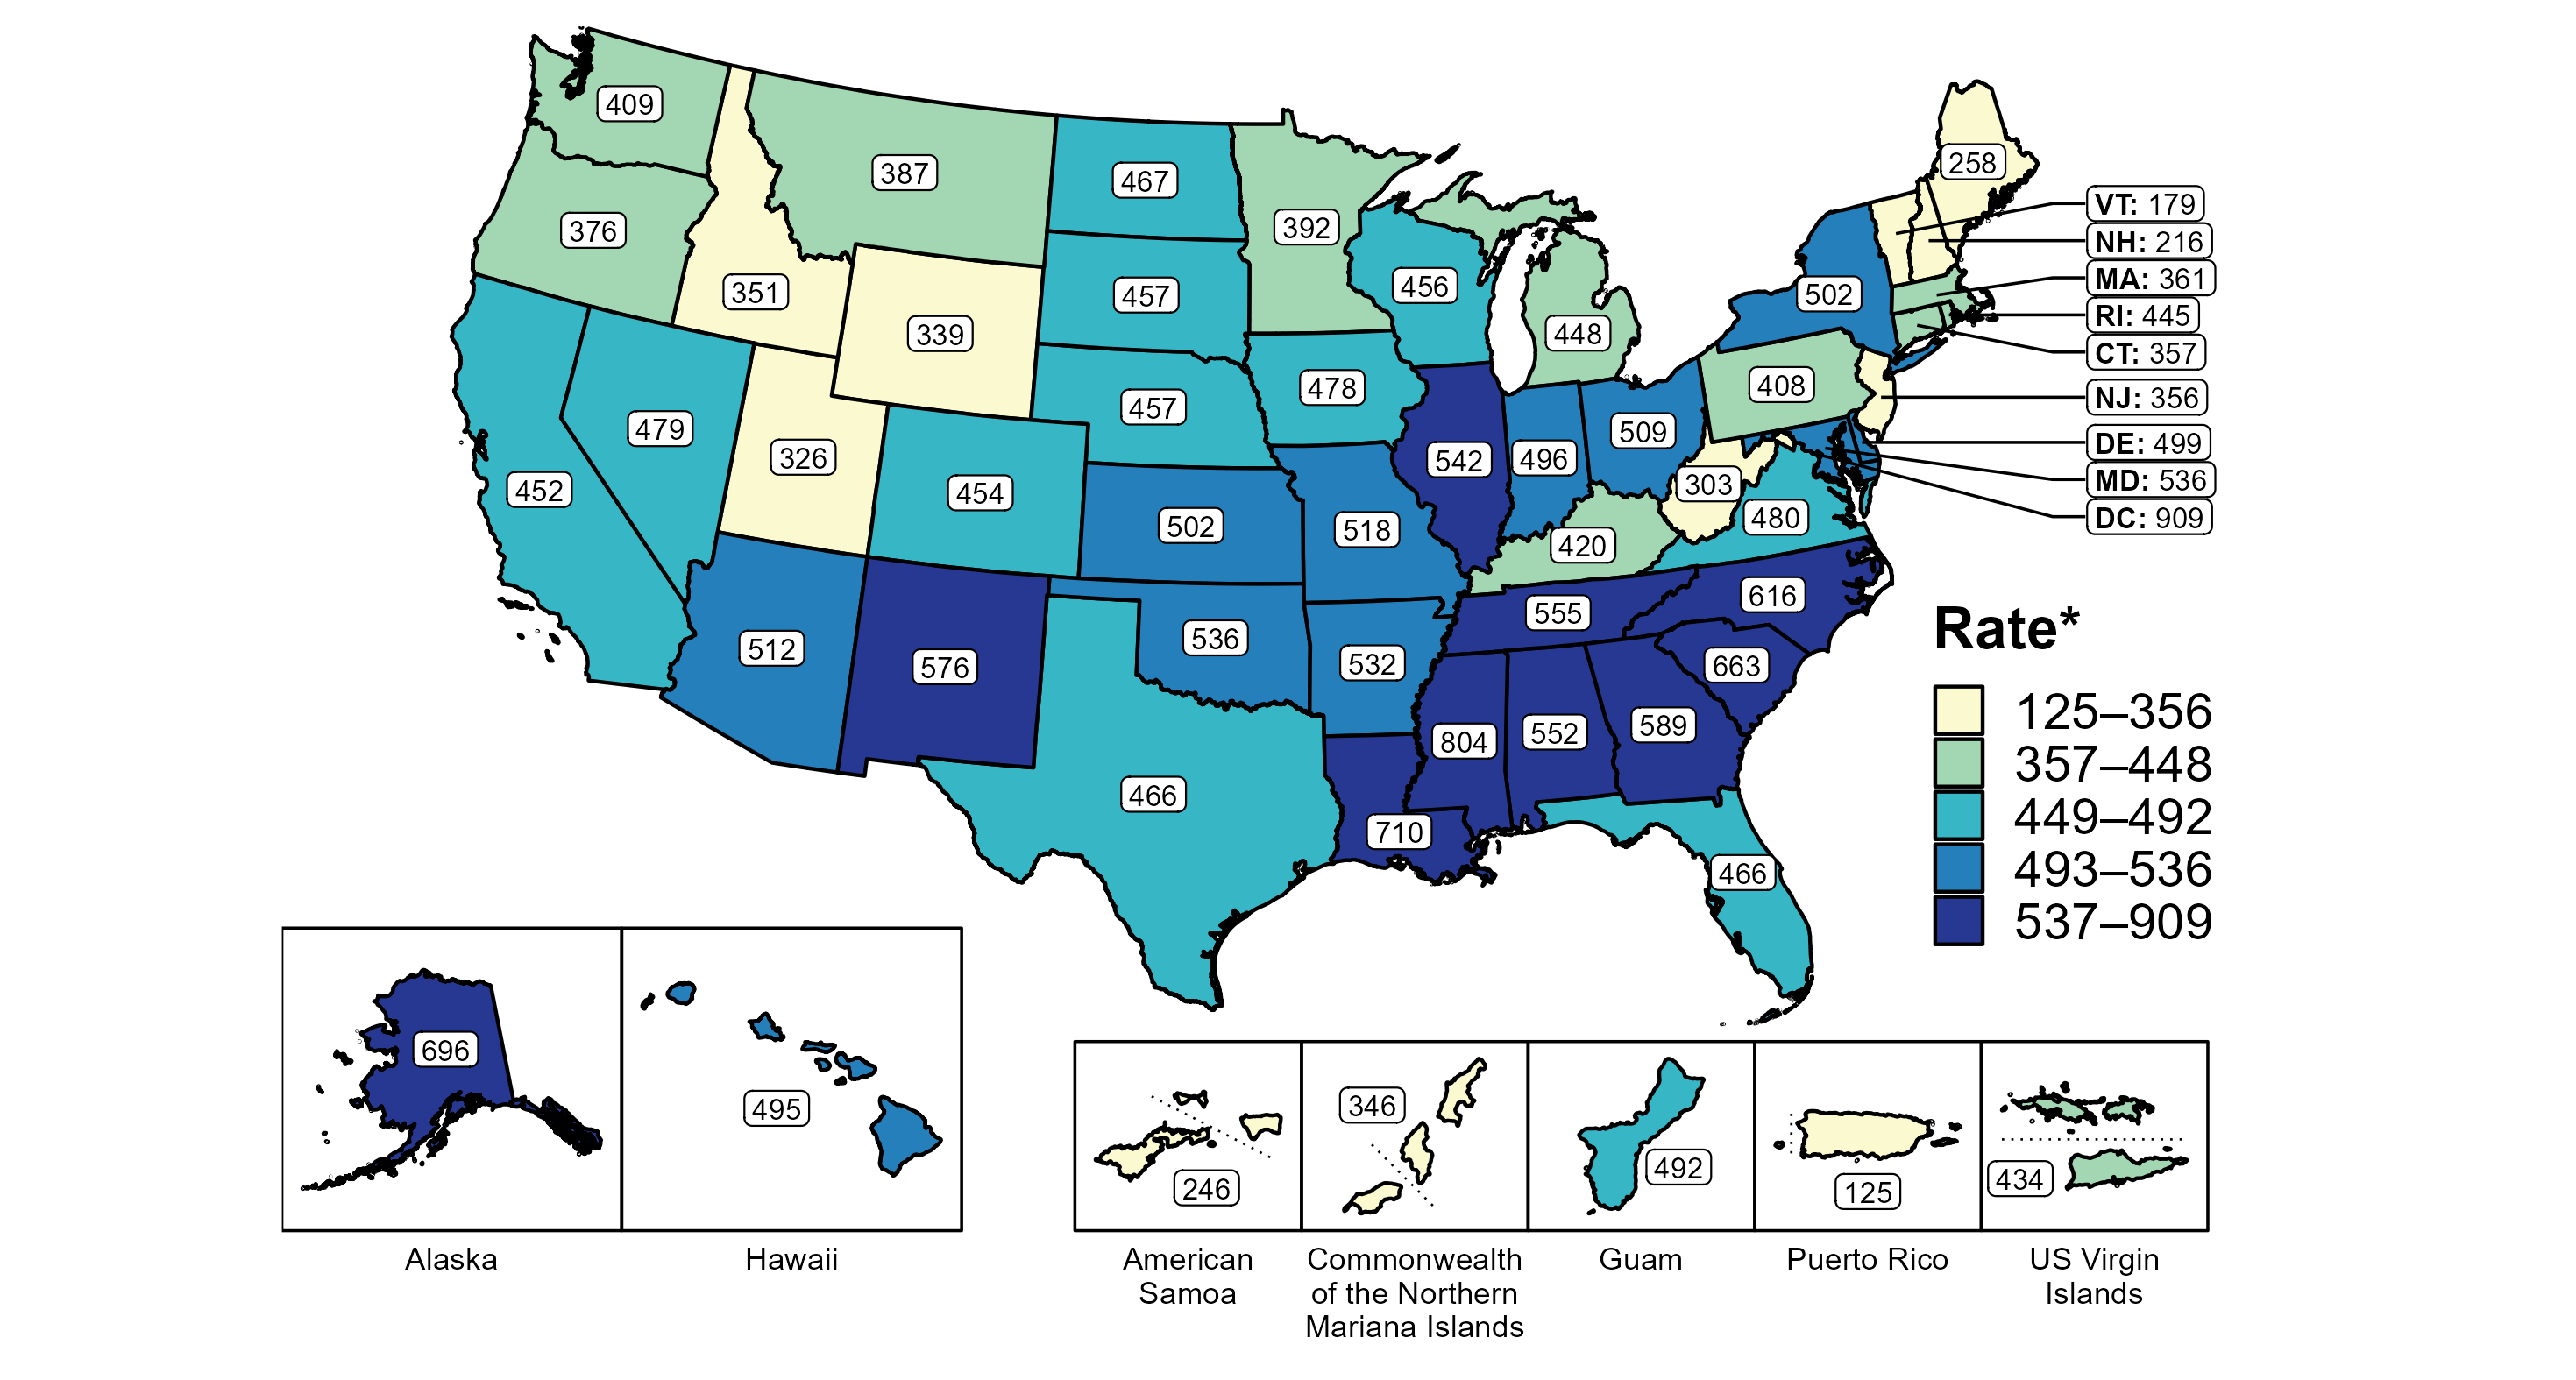 409
387
467
392
258
376
351
339
457
456
448
502
VT: 179
NH: 216
MA: 361
RI: 445
CT: 357
NJ: 356
DE: 499
MD: 536
DC: 909
479
326
454
457
478
542
496
509
408
303
480
452
502
518
420
512
576
536
532
555
616
663
466
804
552
589
710
466
Rate*
125–356
357–448
449–492
493–536
537–909
696
495
246
346
492
125
434
Alaska
Hawaii
American
Samoa
Commonwealth
of the Northern
Mariana Islands
Guam
Puerto Rico
US Virgin
Islands